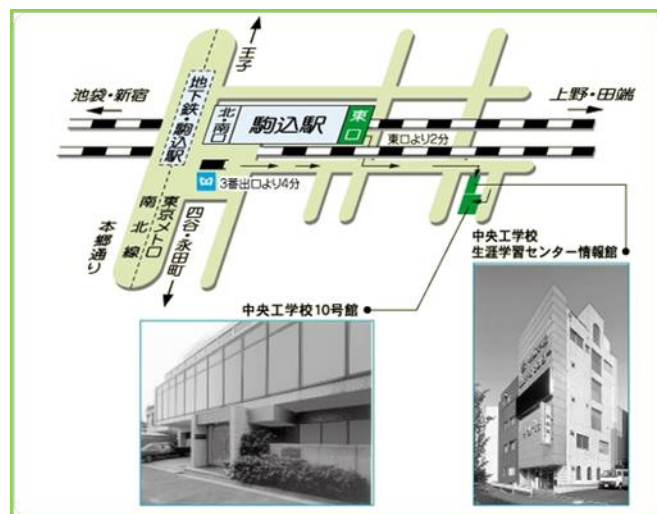 王子
池袋・新宿
地下鉄・駒込駅
北・南口
駒込駅
東口
上野・田端
東口より2分
3番出口より4分
東京メトロ
南北線
本郷通り
四谷・永田町
中央工学校
生涯学習センター情報館
中央工学校10号館